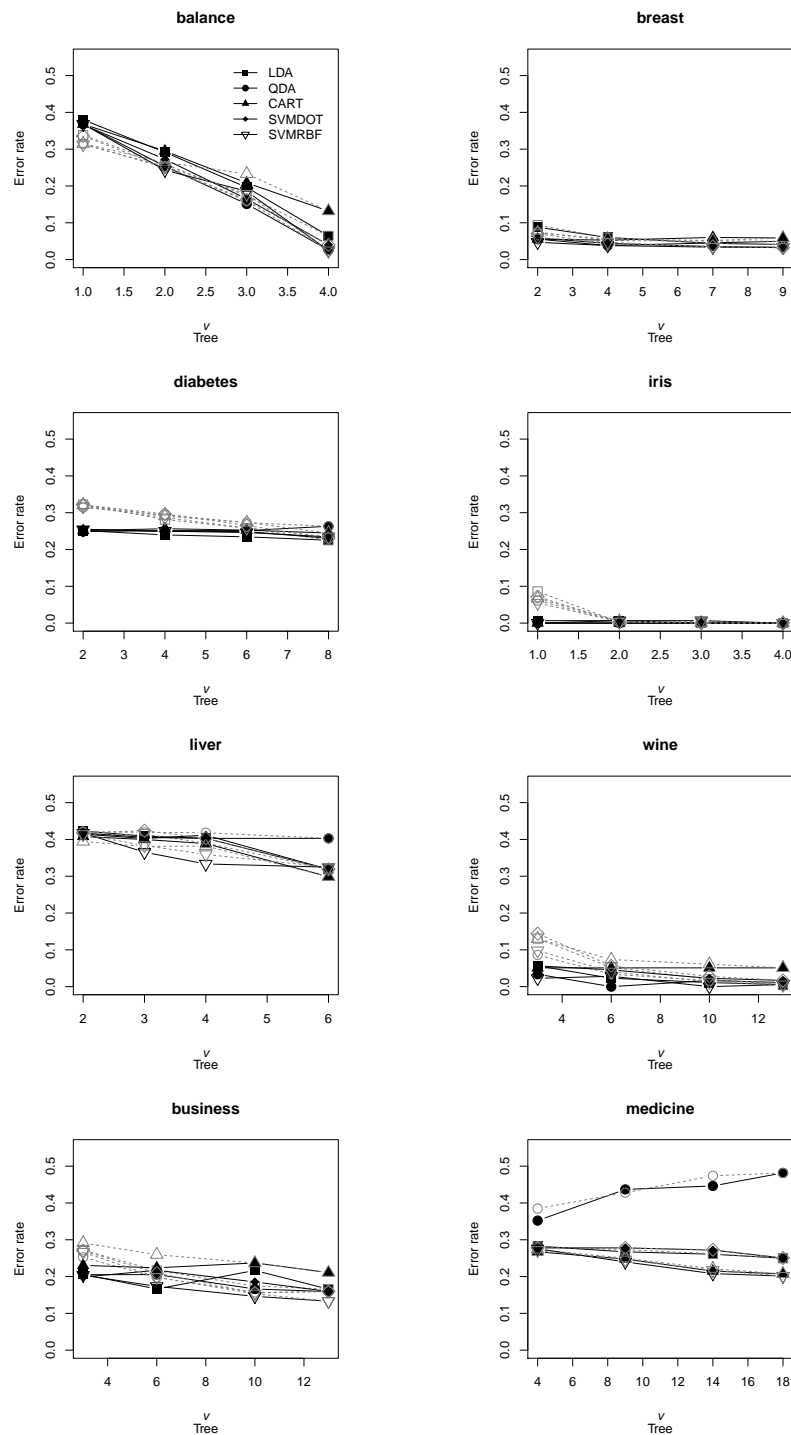 balance
breast
Error rate
0.0 0.1 0.2 0.3 0.4 0.5
LDA
QDA
CART
SVMDOT
SVMRBF
1.0 1.5 2.0 2.5 3.0 3.5 4.0
v
Tree
Error rate
0.0 0.1 0.2 0.3 0.4 0.5
2 3 4 5 6 7 8 9
v
Tree
diabetes
iris
Error rate
0.0 0.1 0.2 0.3 0.4 0.5
2 3 4 5 6 7 8
v
Tree
Error rate
0.0 0.1 0.2 0.3 0.4 0.5
1.0 1.5 2.0 2.5 3.0 3.5 4.0
v
Tree
liver
wine
Error rate
0.0 0.1 0.2 0.3 0.4 0.5
2 3 4 5 6
v
Tree
Error rate
0.0 0.1 0.2 0.3 0.4 0.5
4 6 8 10 12
v
Tree
business
medicine
Error rate
0.0 0.1 0.2 0.3 0.4 0.5
4 6 8 10 12
v
Tree
Error rate
0.0 0.1 0.2 0.3 0.4 0.5
4 6 8 10 12 14 16 18
v
Tree